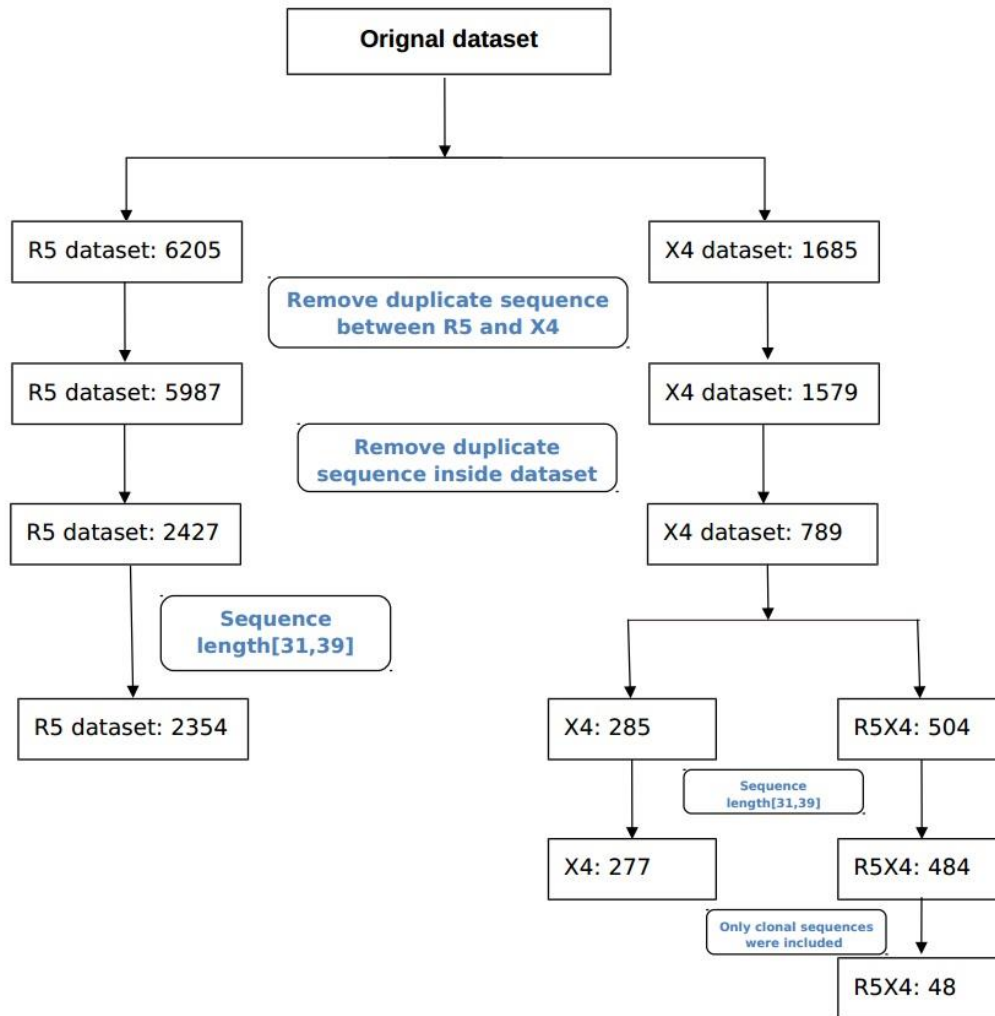 Orignal dataset
R5 dataset: 6205
X4 dataset: 1685
Remove duplicate sequence
between R5 and X4
R5 dataset: 5987
X4 dataset: 1579
Remove duplicate
sequence inside dataset
R5 dataset: 2427
X4 dataset: 789
Sequence
length[31,39]
R5 dataset: 2354
X4: 285
R5X4: 504
Sequence
length[31,39]
X4: 277
R5X4: 484
Only clonal sequences
were included
R5X4: 48